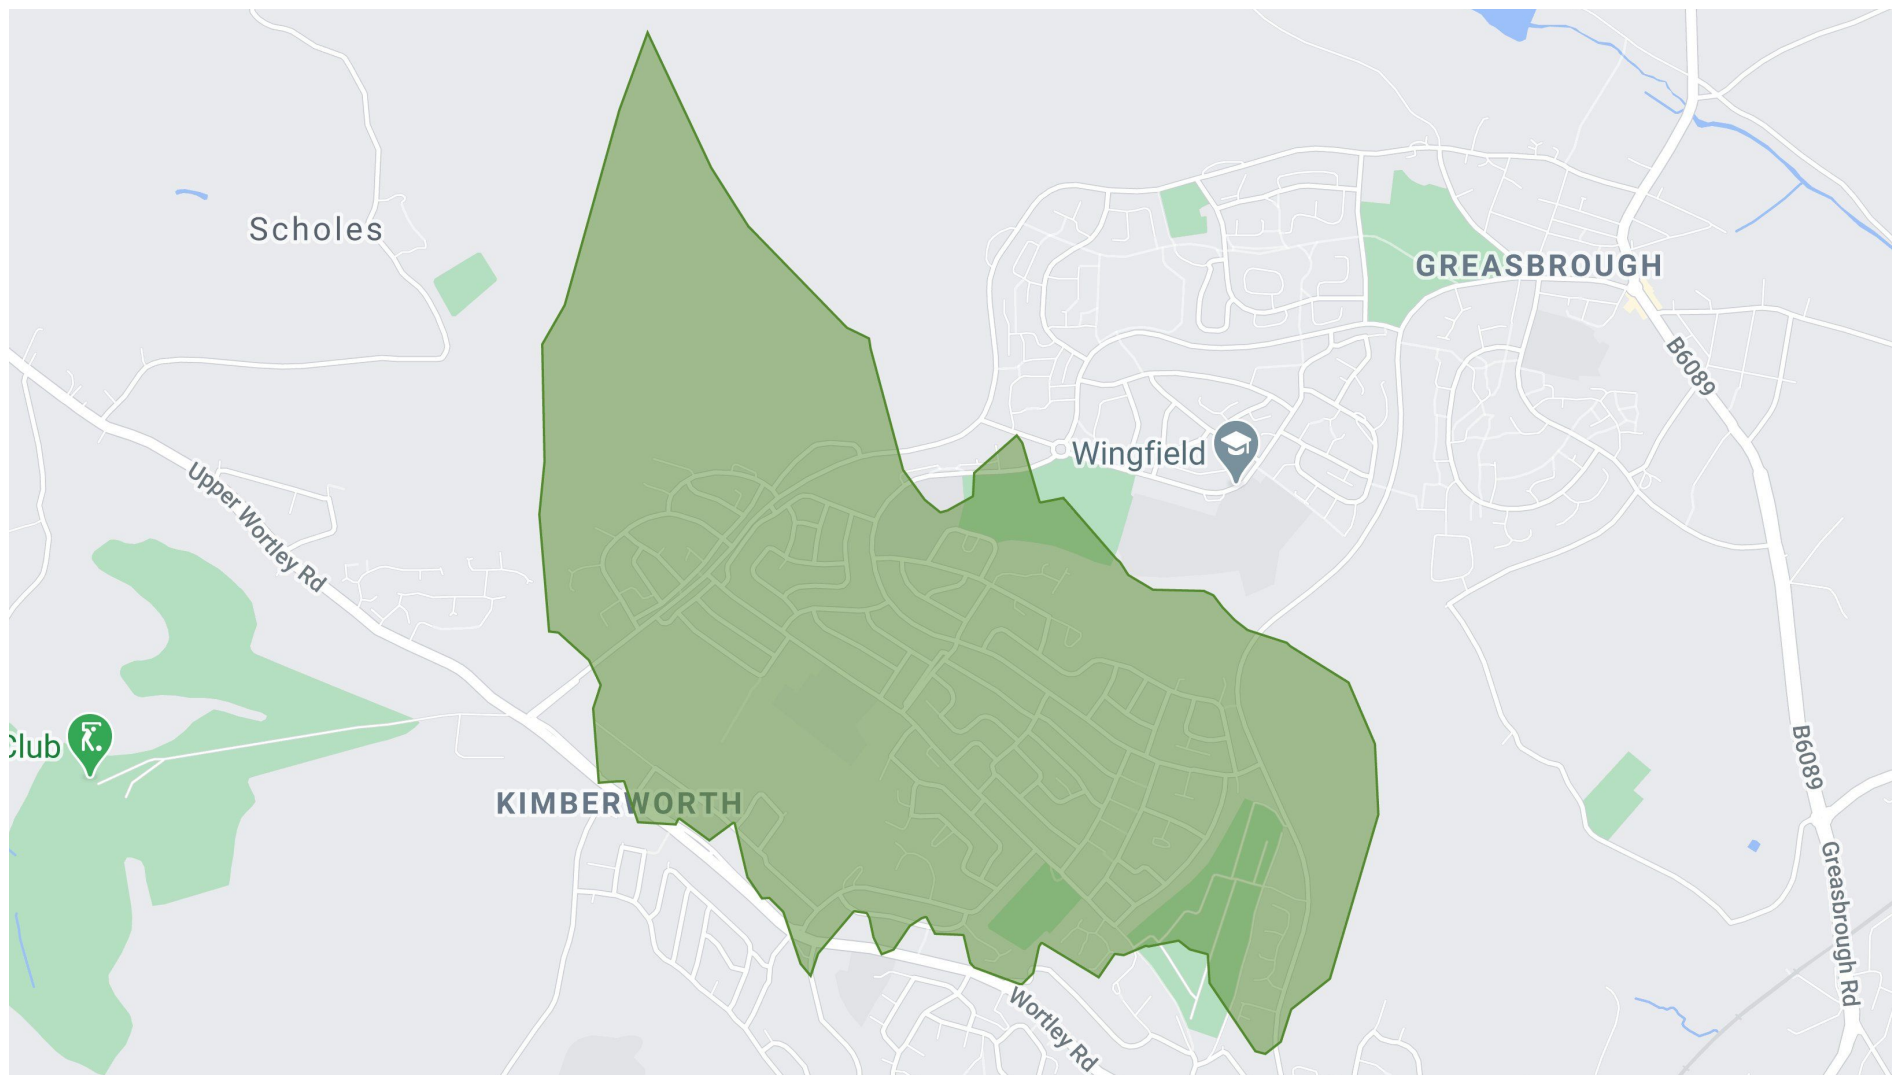 Scholes
GREASBROUGH
B6089
Wingfield
Upper Wortley Rd
Club
KIMBERWORTH
B6089
Greasbrough Rd
Wortley Rd